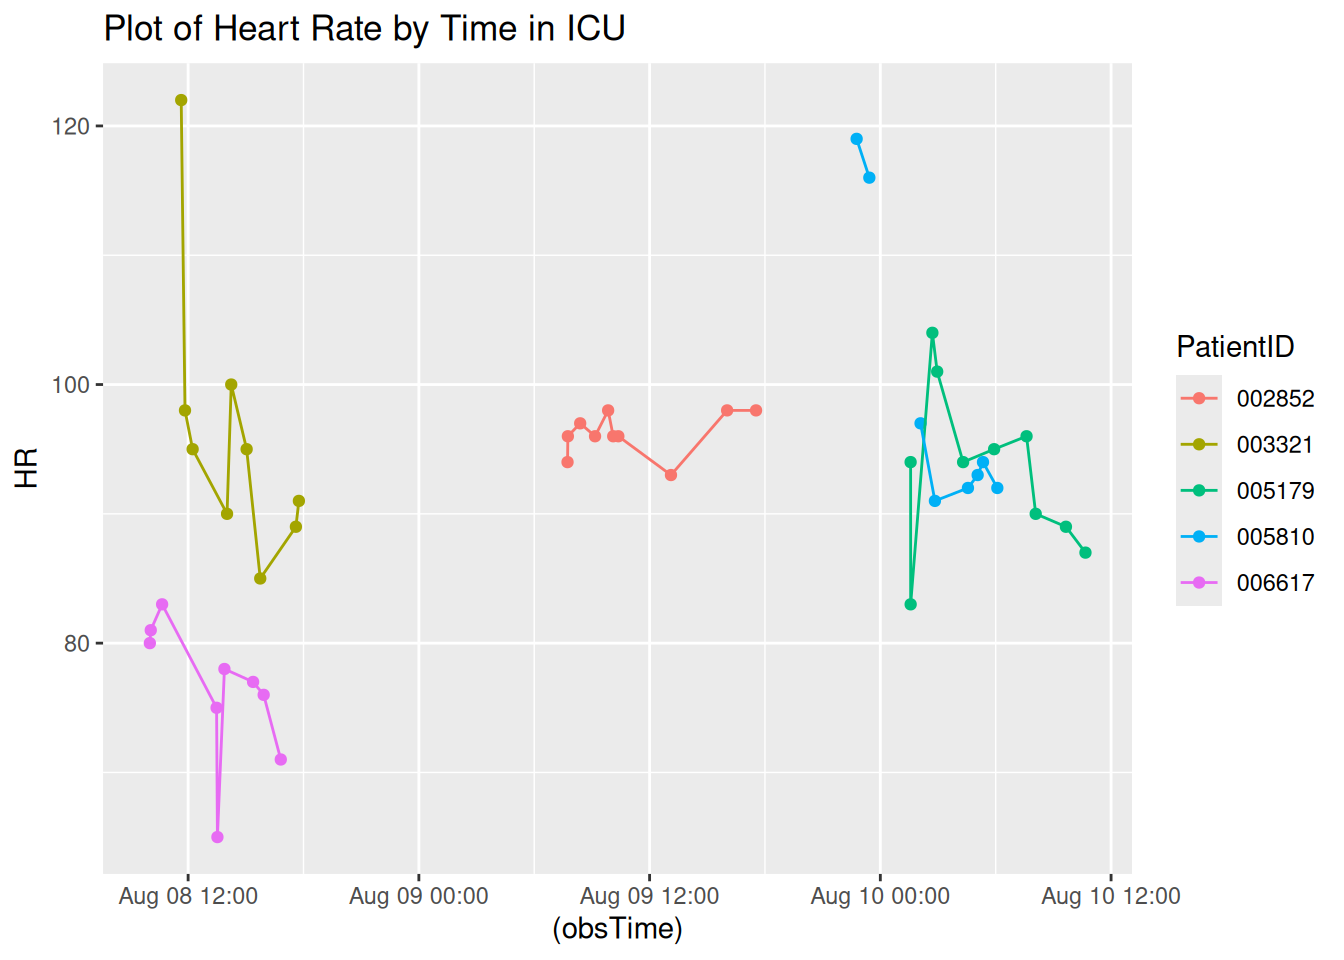 Plot of Heart Rate by Time in ICU
120
100
80
HR
Aug 08 12:00
Aug 09 00:00
Aug 09 12:00
Aug 10 00:00
Aug 10 12:00
(obsTime)
PatientID
002852
003321
005179
005810
006617